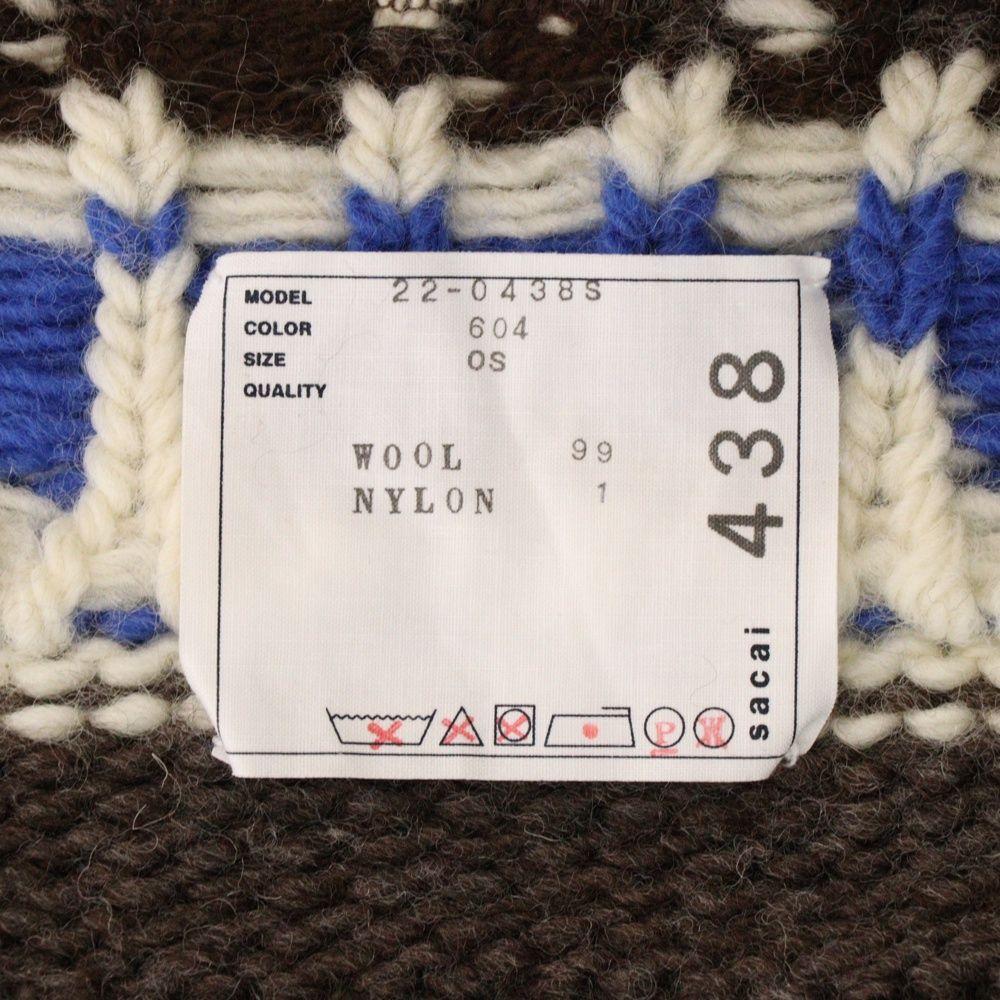 MODEL 22-0438S
COLOR 604
SIZE OS
QUALITY
WOOL 99
NYLON 1
438
sacai
P W